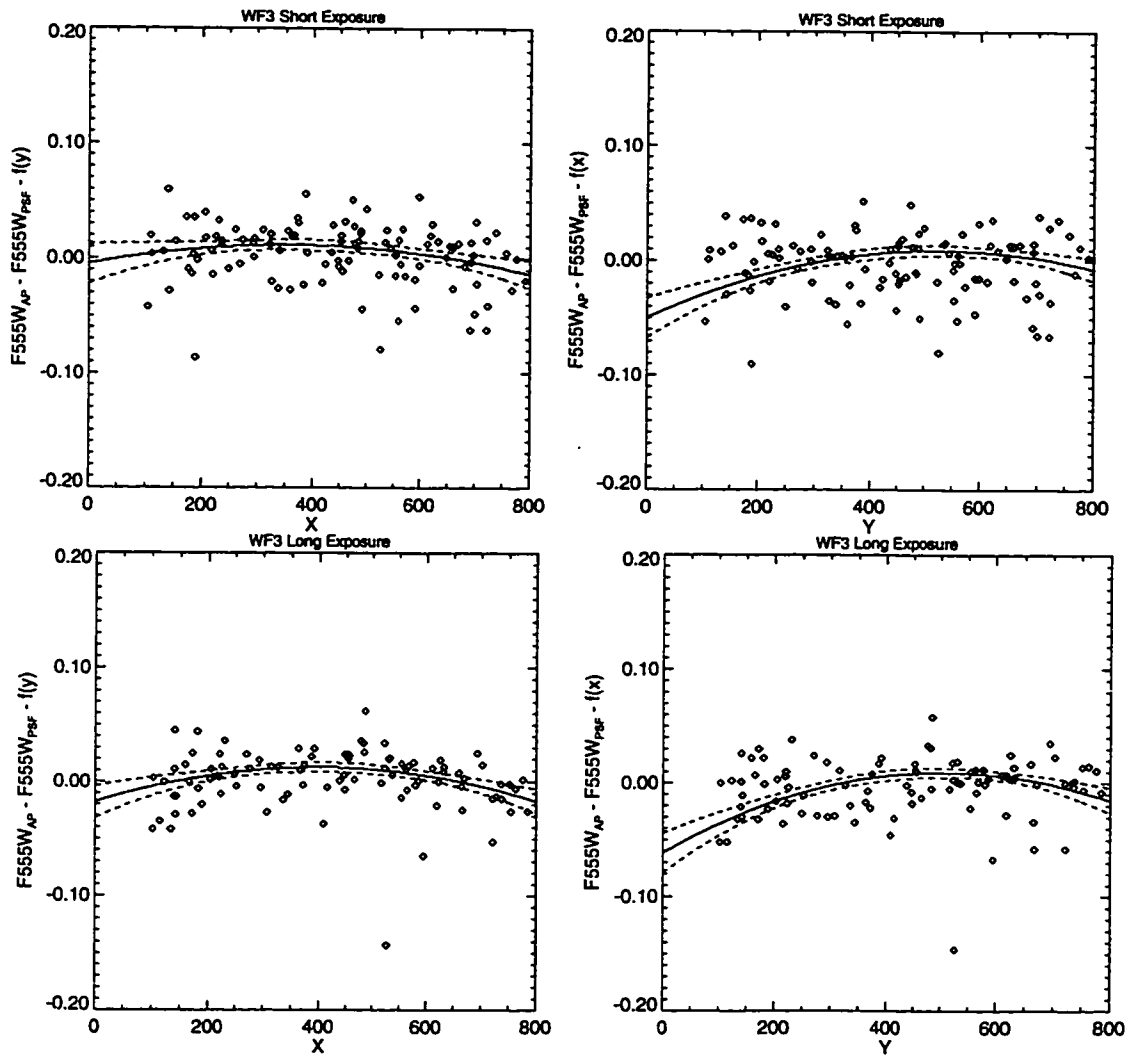 WF3 Short Exposure
0.20
0.10
0.00
-0.10
-0.20
F555W_AP - F555W_PSF - f(y)
0 200 400 600 800
X
WF3 Short Exposure
0.20
0.10
0.00
-0.10
-0.20
F555W_AP - F555W_PSF - f(x)
0 200 400 600 800
Y
WF3 Long Exposure
0.20
0.10
0.00
-0.10
-0.20
F555W_AP - F555W_PSF - f(y)
0 200 400 600 800
X
WF3 Long Exposure
0.20
0.10
0.00
-0.10
-0.20
F555W_AP - F555W_PSF - f(x)
0 200 400 600 800
Y